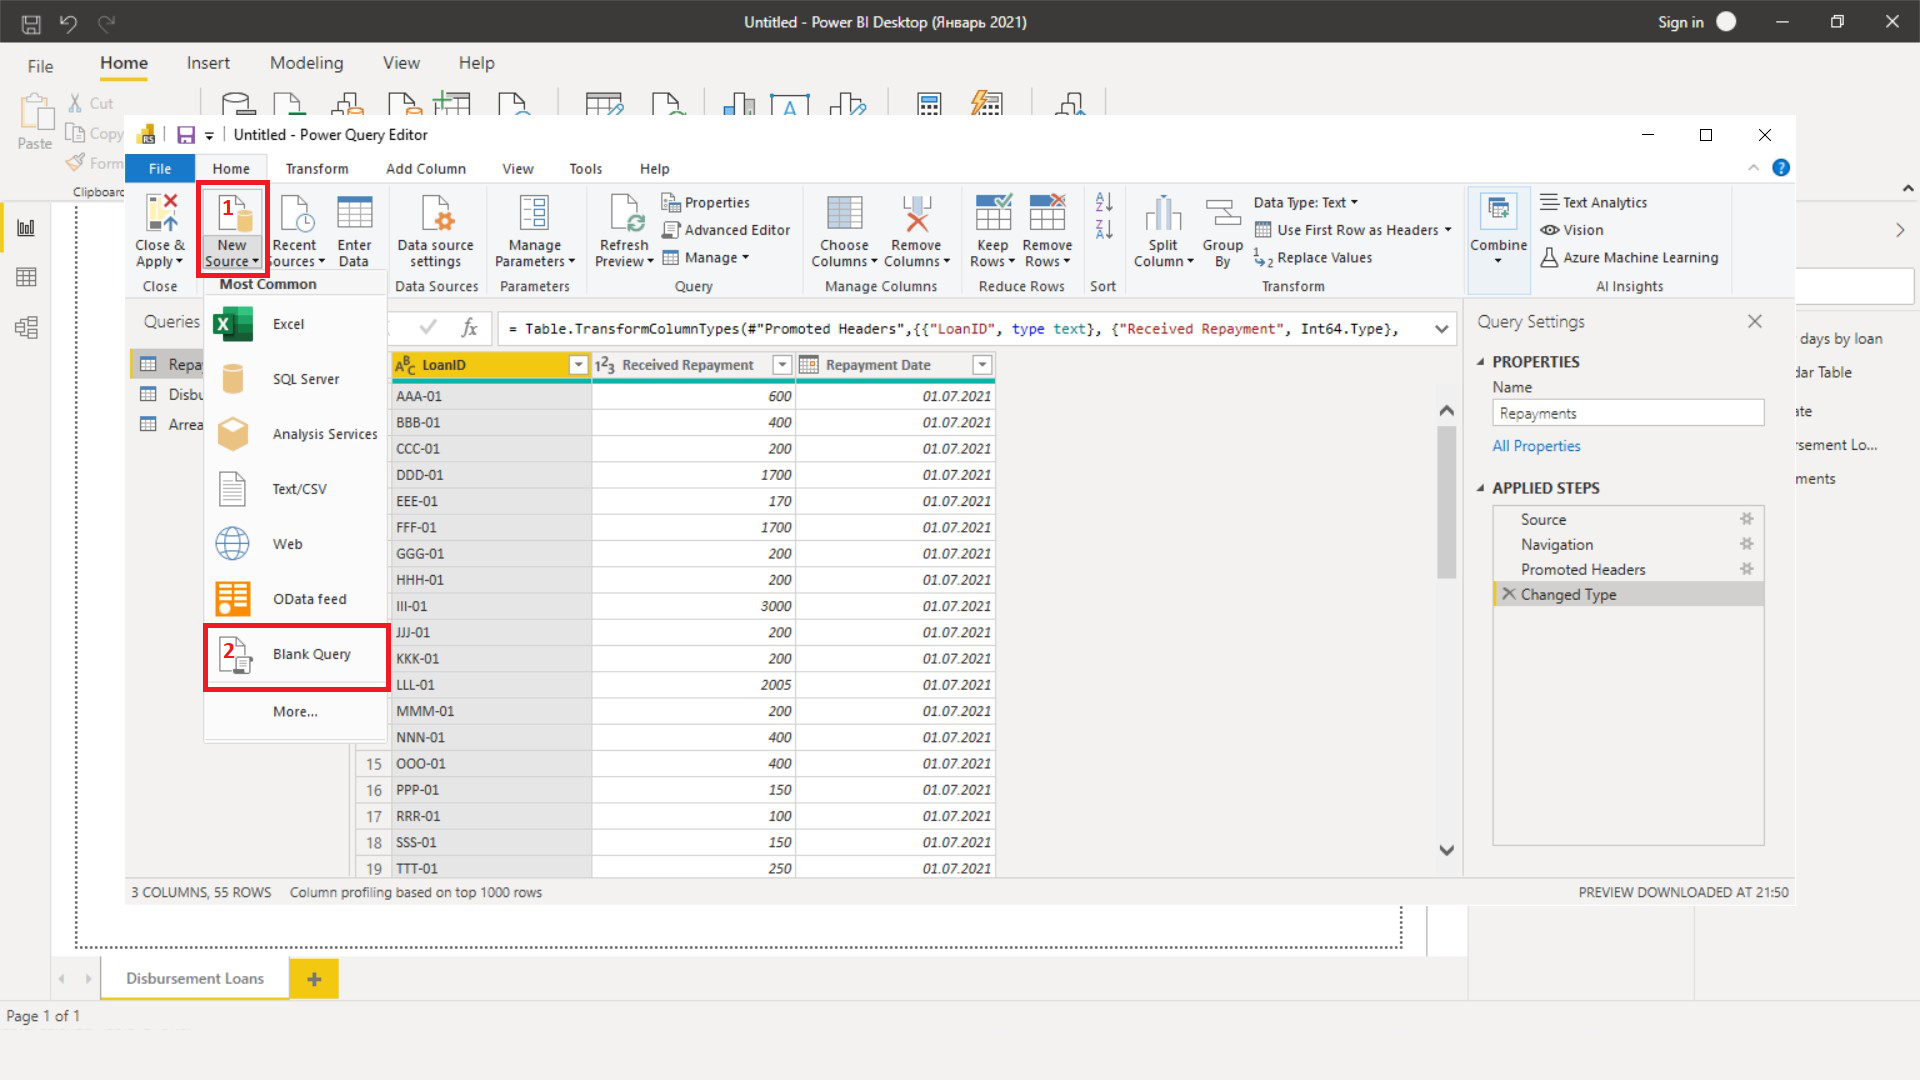 Untitled - Power BI Desktop (Январь 2021)
Sign in
File
Home
Insert
Modeling
View
Help
Cut
Copy
Paste
Form
Clipboard
Untitled - Power Query Editor
File
Home
Transform
Add Column
View
Tools
Help
?
1
Close & Apply
New Source
Recent Sources
Enter Data
Data source settings
Manage Parameters
Refresh Preview
Properties
Advanced Editor
Manage
Choose Columns
Remove Columns
Keep Rows
Remove Rows
Split Column
Group By
Data Type: Text
Use First Row as Headers
Replace Values
Combine
Text Analytics
Vision
Azure Machine Learning
Close
Data Sources
Parameters
Query
Manage Columns
Reduce Rows
Sort
Transform
AI Insights
Most Common
Excel
SQL Server
Analysis Services
Text/CSV
Web
OData feed
2
Blank Query
More...
Queries
Repa
Disbu
Arrea
fx
= Table.TransformColumnTypes(#"Promoted Headers",{{"LoanID", type text}, {"Received Repayment", Int64.Type},
LoanID
Received Repayment
Repayment Date
AAA-01 600 01.07.2021
BBB-01 400 01.07.2021
CCC-01 200 01.07.2021
DDD-01 1700 01.07.2021
EEE-01 170 01.07.2021
FFF-01 1700 01.07.2021
GGG-01 200 01.07.2021
HHH-01 200 01.07.2021
III-01 3000 01.07.2021
JJJ-01 200 01.07.2021
KKK-01 200 01.07.2021
LLL-01 2005 01.07.2021
MMM-01 200 01.07.2021
NNN-01 400 01.07.2021
15 OOO-01 400 01.07.2021
16 PPP-01 150 01.07.2021
17 RRR-01 100 01.07.2021
18 SSS-01 150 01.07.2021
19 TTT-01 250 01.07.2021
Query Settings
PROPERTIES
Name
Repayments
All Properties
APPLIED STEPS
Source
Navigation
Promoted Headers
Changed Type
days by loan
dar Table
ate
rsement Lo...
ments
3 COLUMNS, 55 ROWS
Column profiling based on top 1000 rows
PREVIEW DOWNLOADED AT 21:50
Disbursement Loans
Page 1 of 1